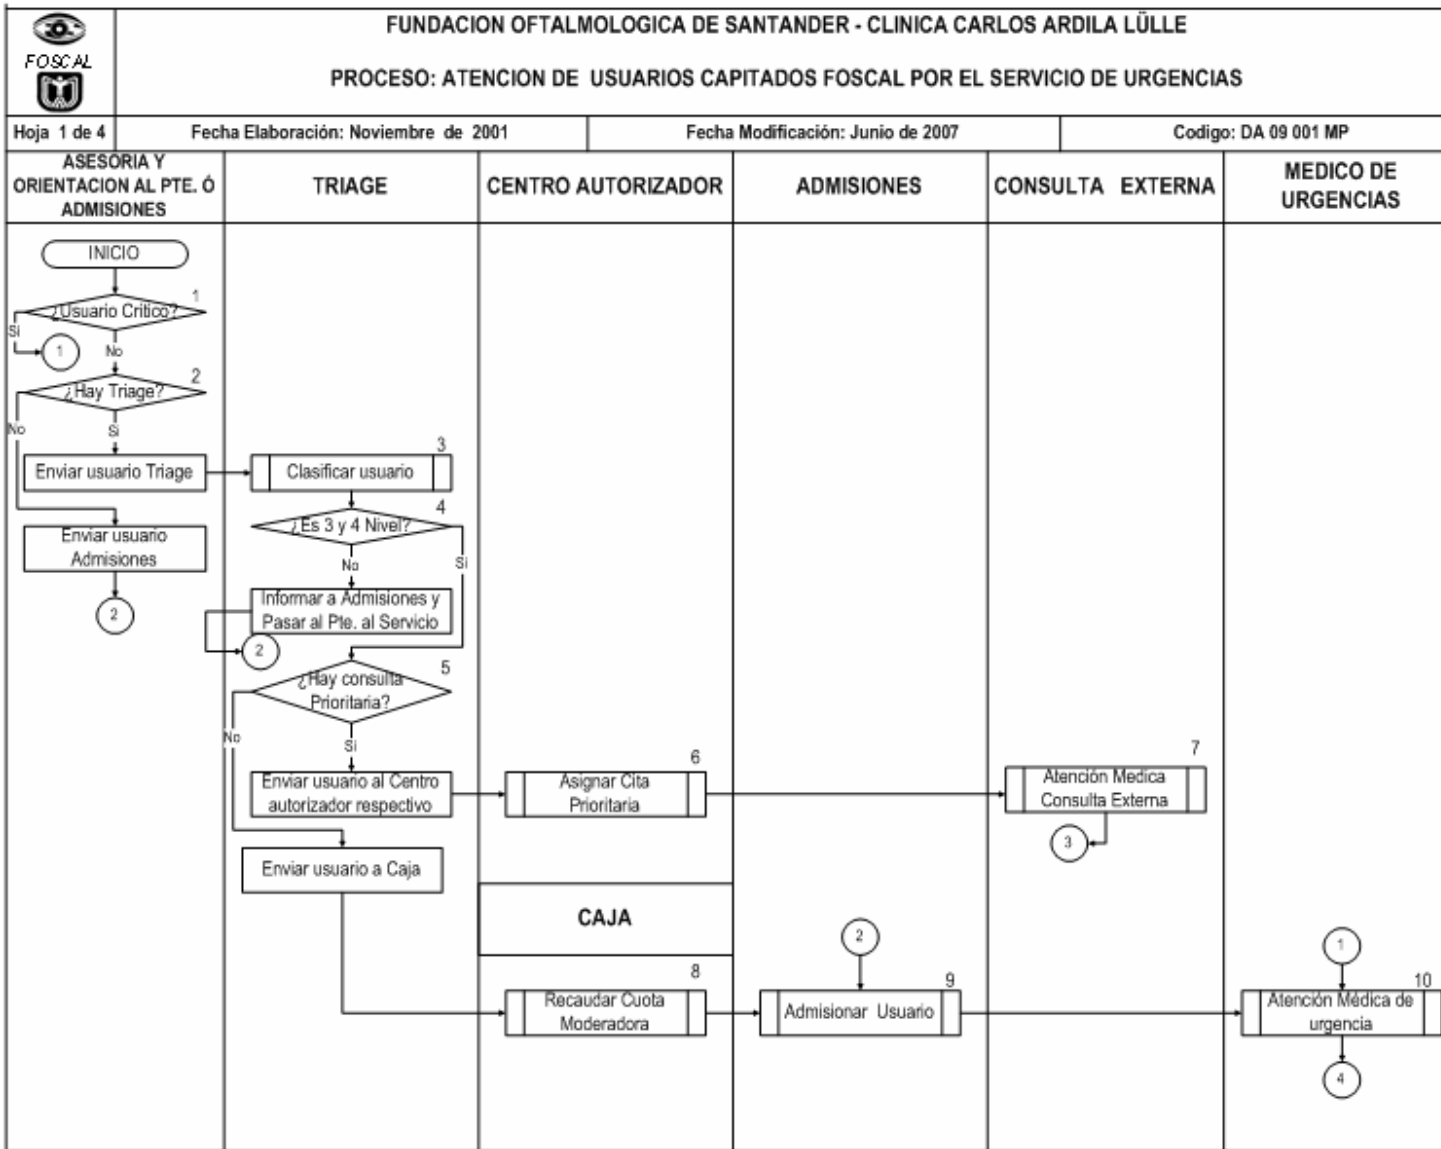 FUNDACION OFTALMOLOGICA DE SANTANDER - CLINICA CARLOS ARDILA LÜLLE
FOSCAL
PROCESO: ATENCION DE USUARIOS CAPITADOS FOSCAL POR EL SERVICIO DE URGENCIAS
Hoja 1 de 4
Fecha Elaboración: Noviembre de 2001
Fecha Modificación: Junio de 2007
Codigo: DA 09 001 MP
ASESORIA Y
ORIENTACION AL PTE. Ó
ADMISIONES
TRIAGE
CENTRO AUTORIZADOR
ADMISIONES
CONSULTA EXTERNA
MEDICO DE
URGENCIAS
INICIO
1
¿Usuario Critico?
Si
1
No
2
¿Hay Triage?
No
Si
Enviar usuario Triage
3
Clasificar usuario
4
¿Es 3 y 4 Nivel?
No
Si
Enviar usuario
Admisiones
2
Informar a Admisiones y
Pasar al Pte. al Servicio
2
5
¿Hay consulta
Prioritaria?
No
Si
Enviar usuario al Centro
autorizador respectivo
6
Asignar Cita
Prioritaria
7
Atención Medica
Consulta Externa
3
Enviar usuario a Caja
CAJA
8
Recaudar Cuota
Moderadora
2
9
Admisionar Usuario
1
10
Atención Médica de
urgencia
4